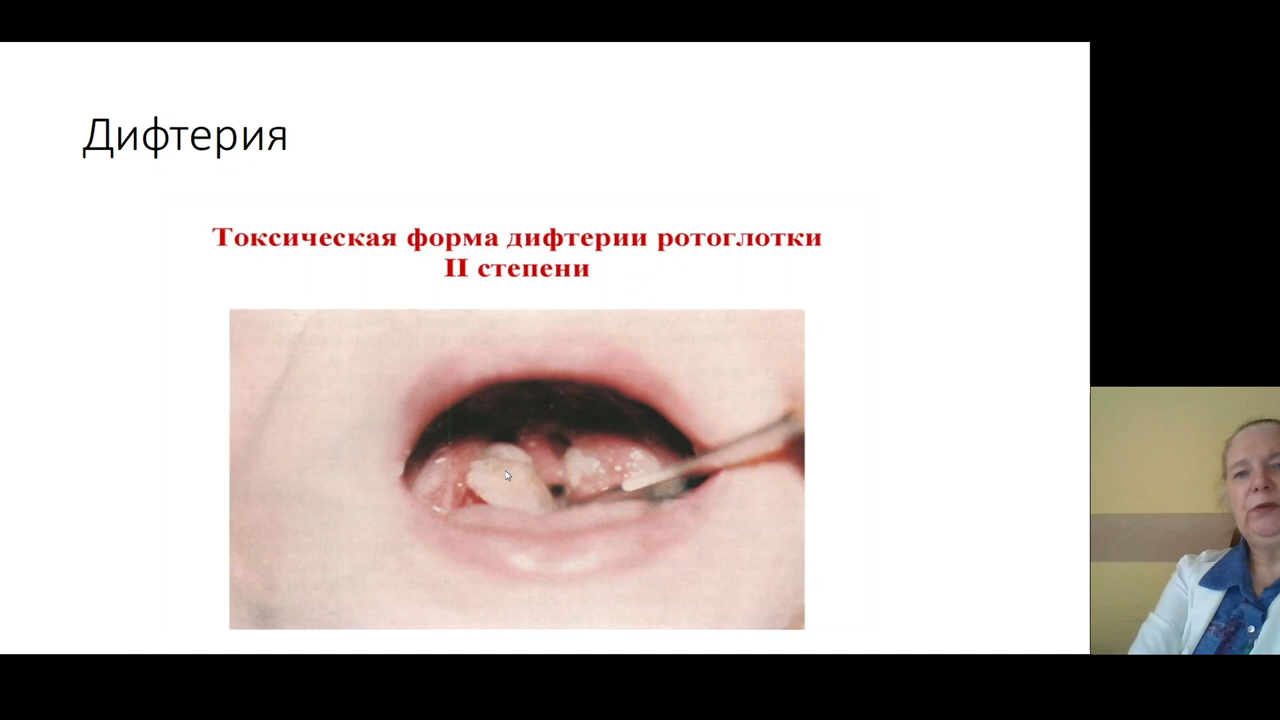 Дифтерия
Токсическая форма дифтерии ротоглотки
II степени